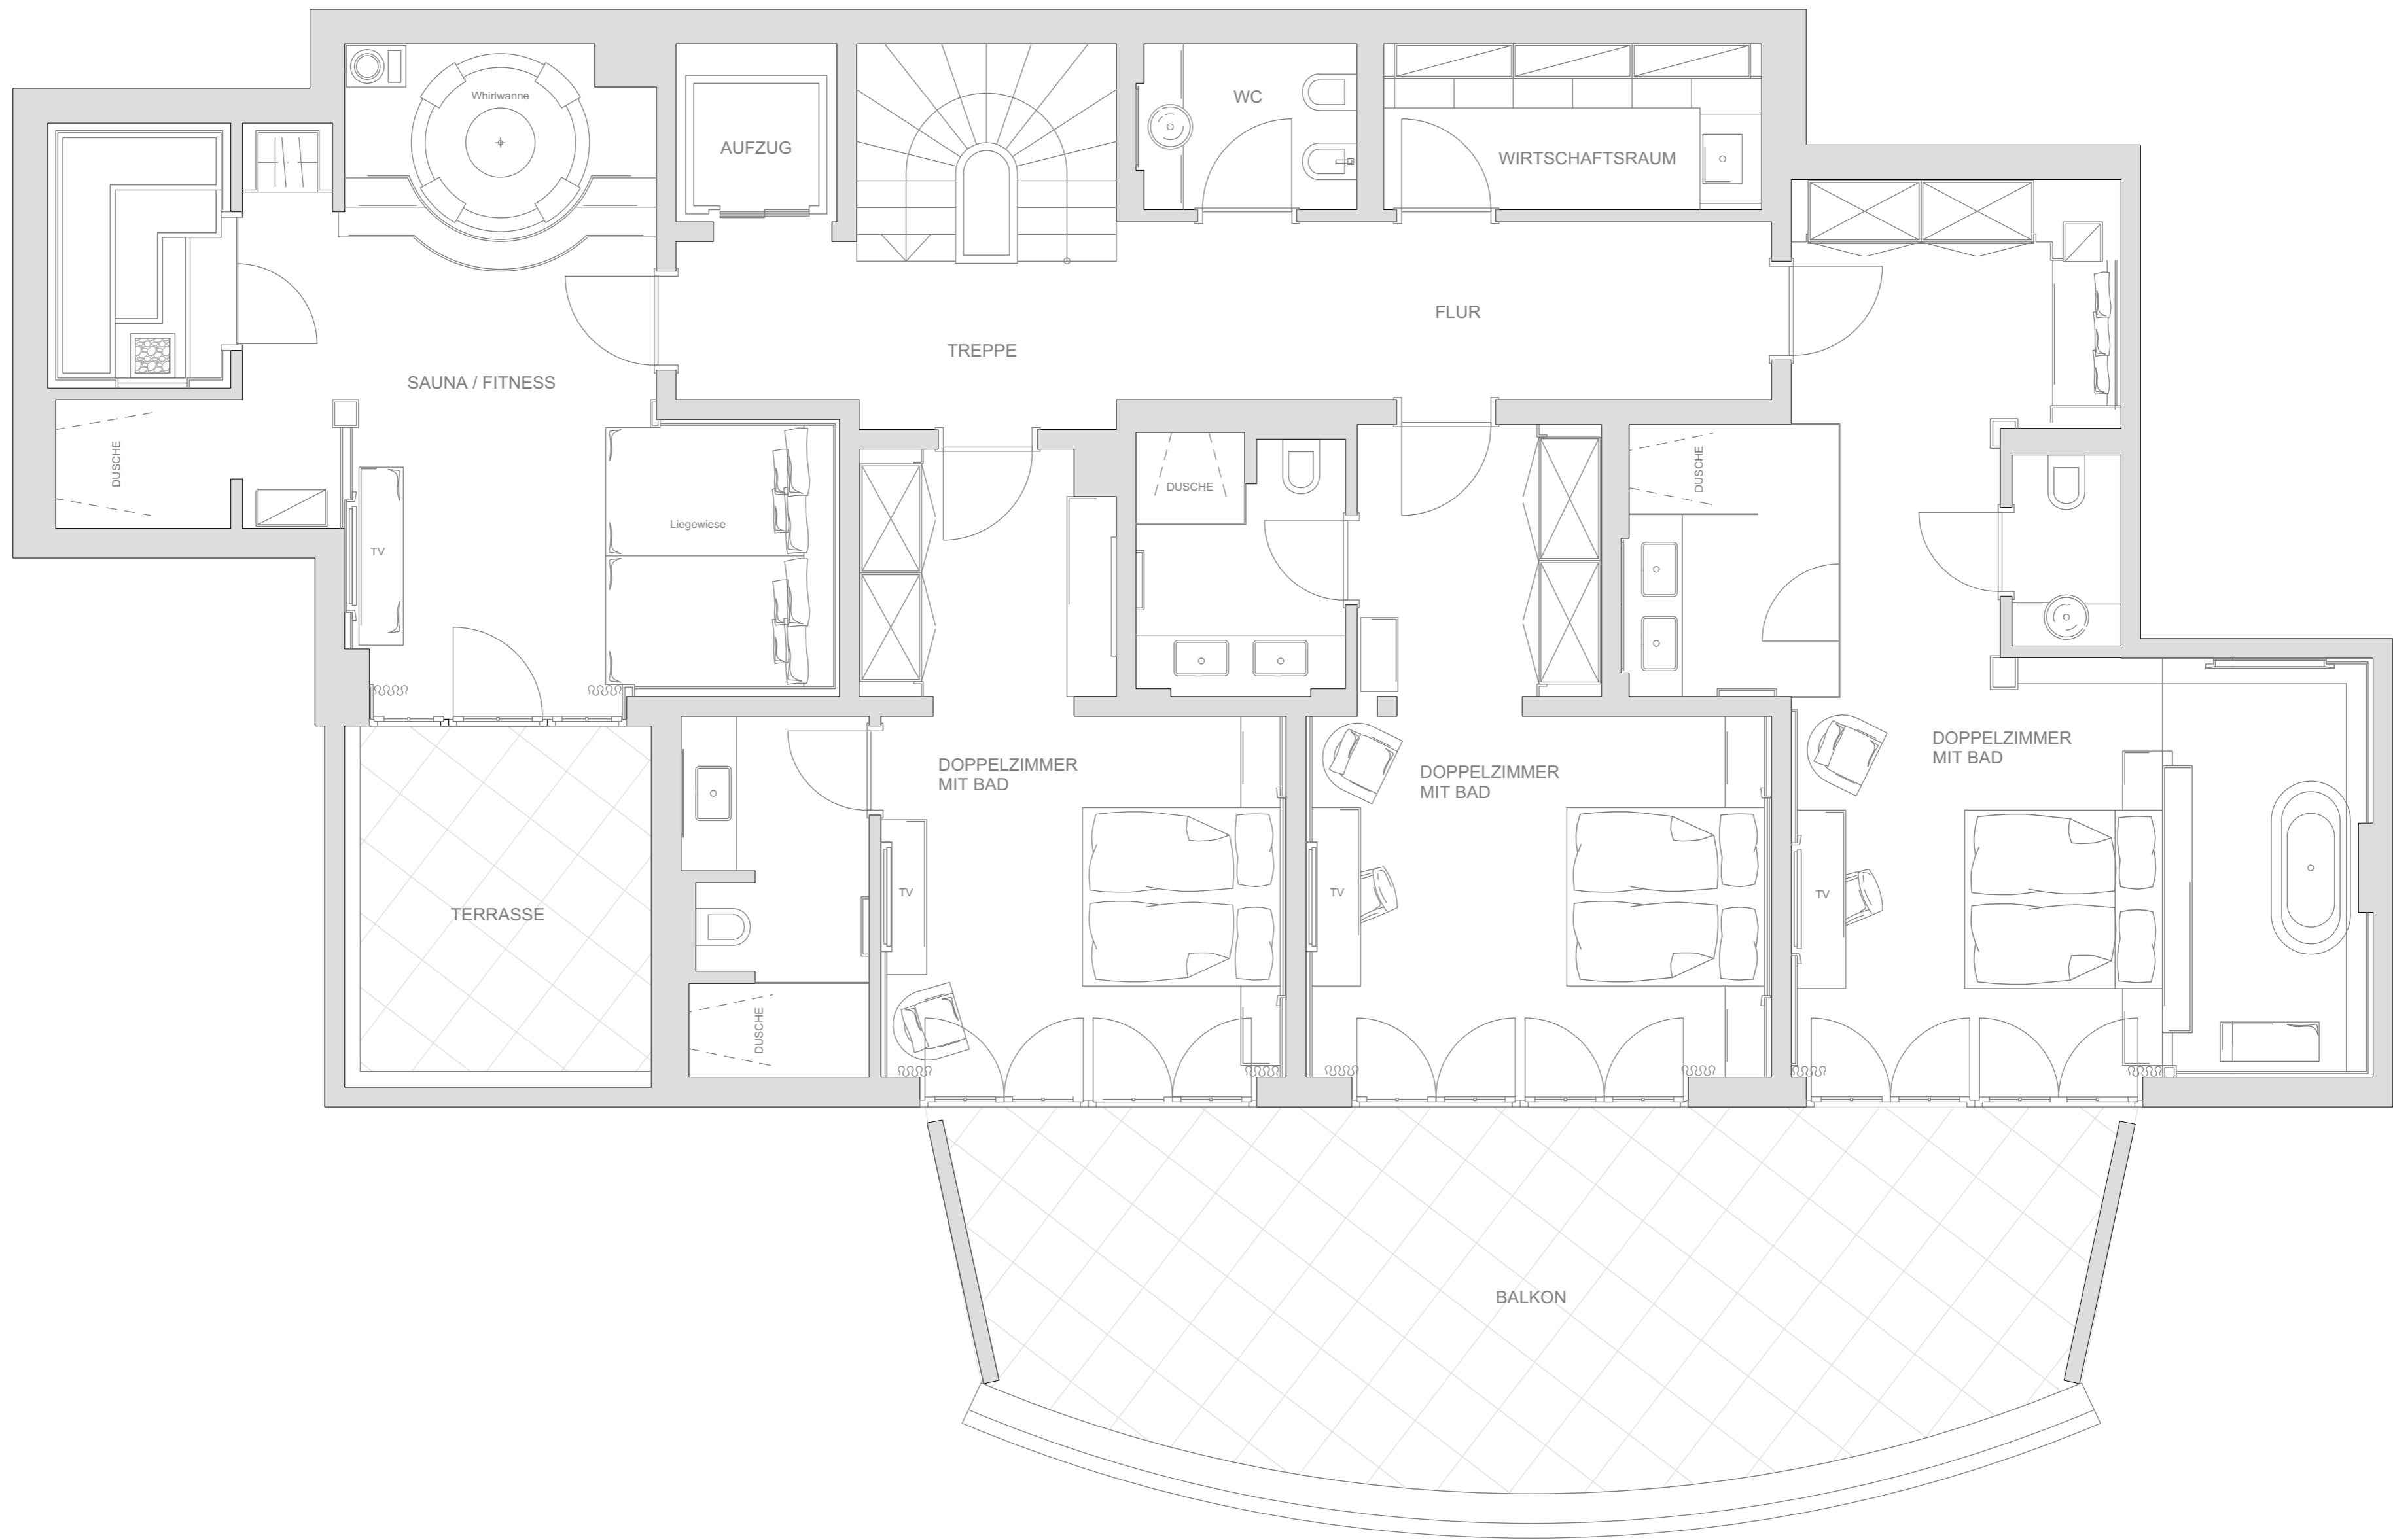 Whirlwanne
WC
AUFZUG
WIRTSCHAFTSRAUM
FLUR
TREPPE
SAUNA / FITNESS
DUSCHE
DUSCHE
DUSCHE
Liegewiese
TV
DOPPELZIMMER
MIT BAD
DOPPELZIMMER
MIT BAD
DOPPELZIMMER
MIT BAD
TV
TV
TV
TERRASSE
DUSCHE
BALKON